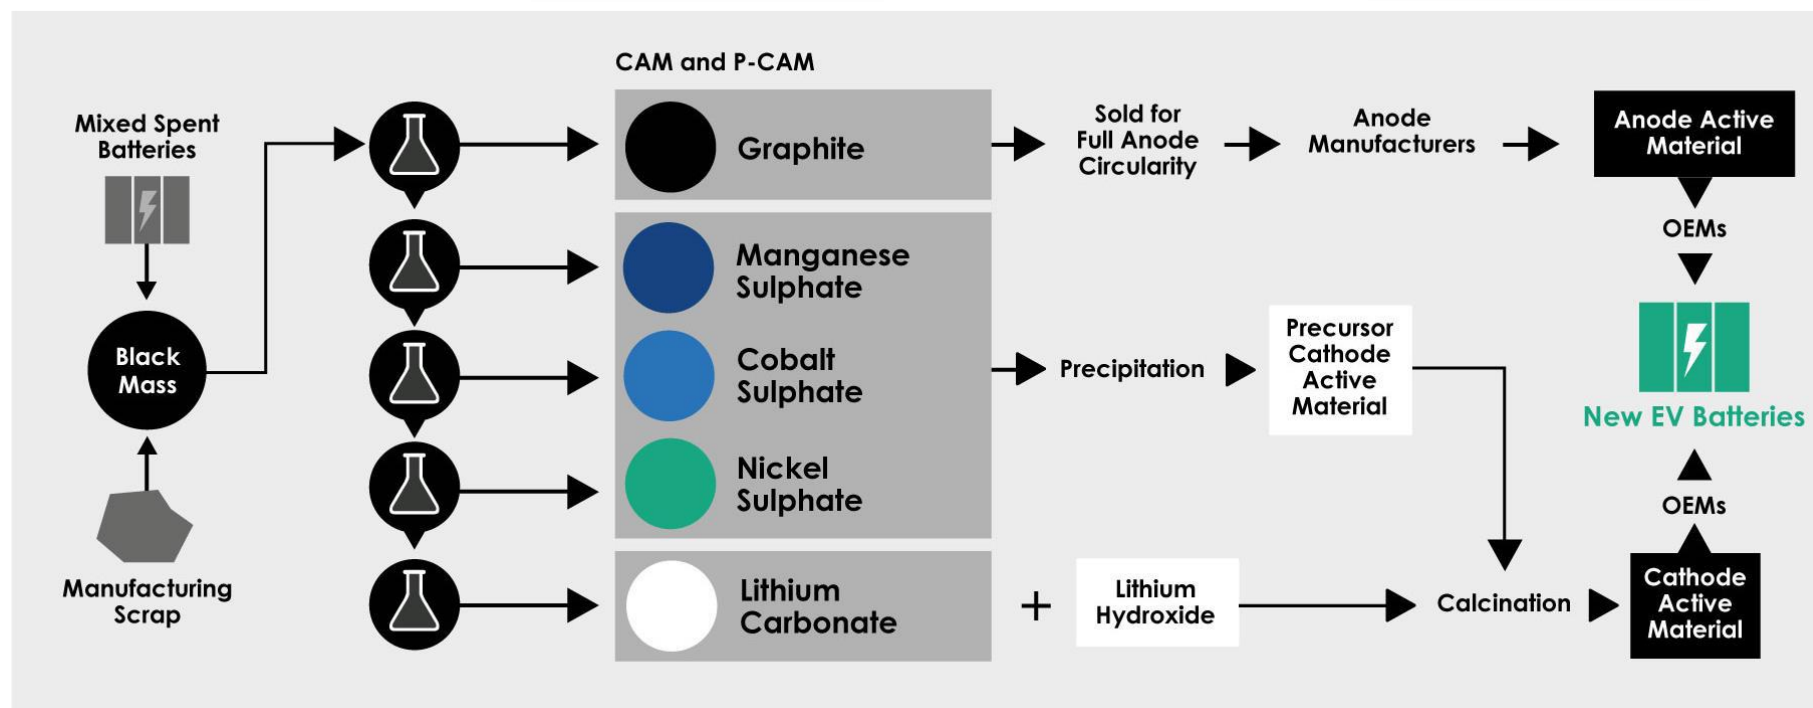 CAM and P-CAM
Mixed Spent
Batteries
Black
Mass
Manufacturing
Scrap
Graphite
Sold for
Full Anode
Circularity
Anode
Manufacturers
Anode Active
Material
OEMs
Manganese
Sulphate
Cobalt
Sulphate
Nickel
Sulphate
Precipitation
Precursor
Cathode
Active
Material
New EV Batteries
OEMs
Lithium
Carbonate
+
Lithium
Hydroxide
Calcination
Cathode
Active
Material